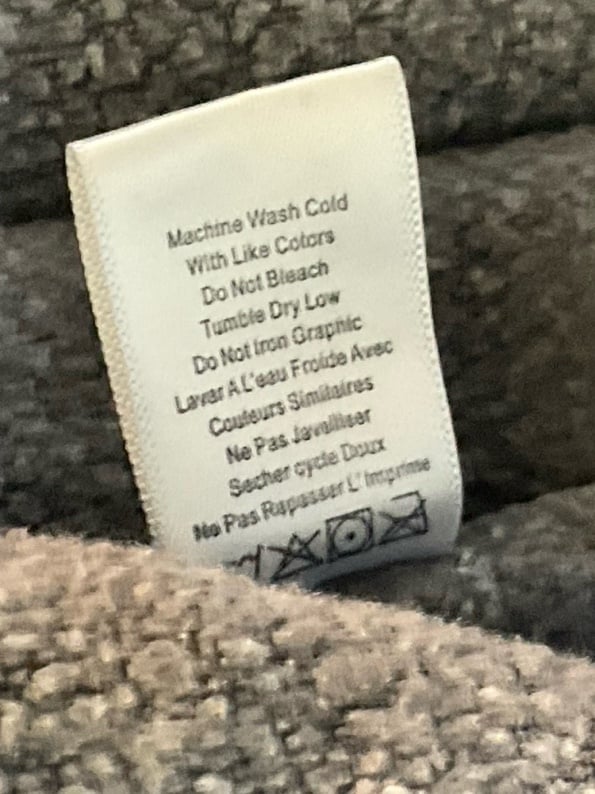 Machine Wash Cold
With Like Colors
Do Not Bleach
Tumble Dry Low
Do Not Iron Graphic
Laver A L'eau Froide Avec
Couleurs Similaires
Ne Pas Javelliser
Secher cycle Doux
Ne Pas Repasser L' Imprime